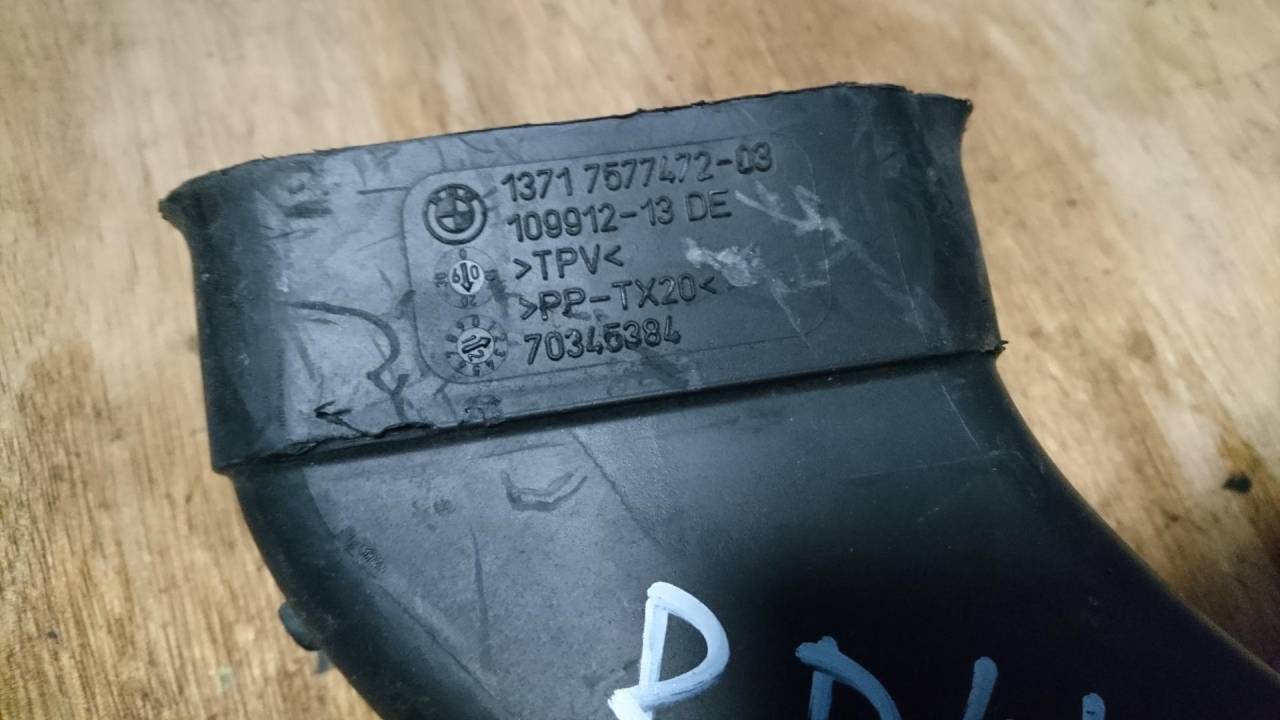 1371 7577472-03
109912-13 DE
>TPV<
>PP-TX20<
70345384